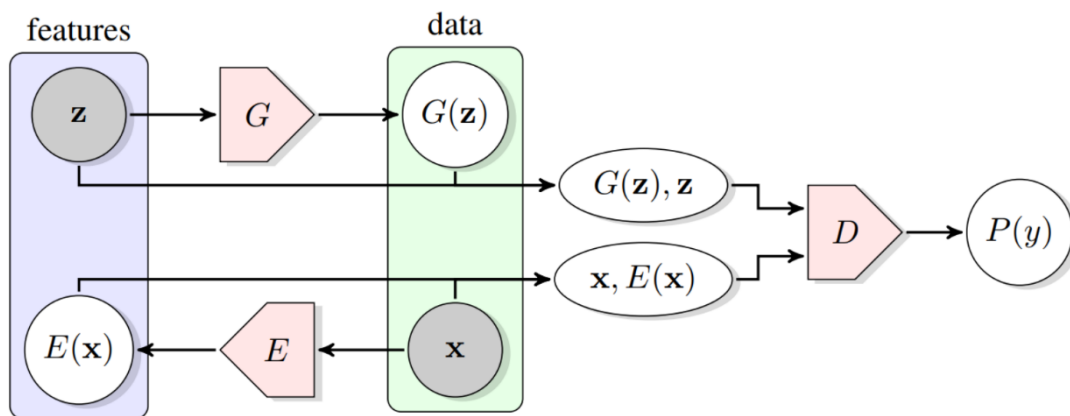 features
data
z
G
G(z)
G(z), z
D
P(y)
x, E(x)
E(x)
E
x